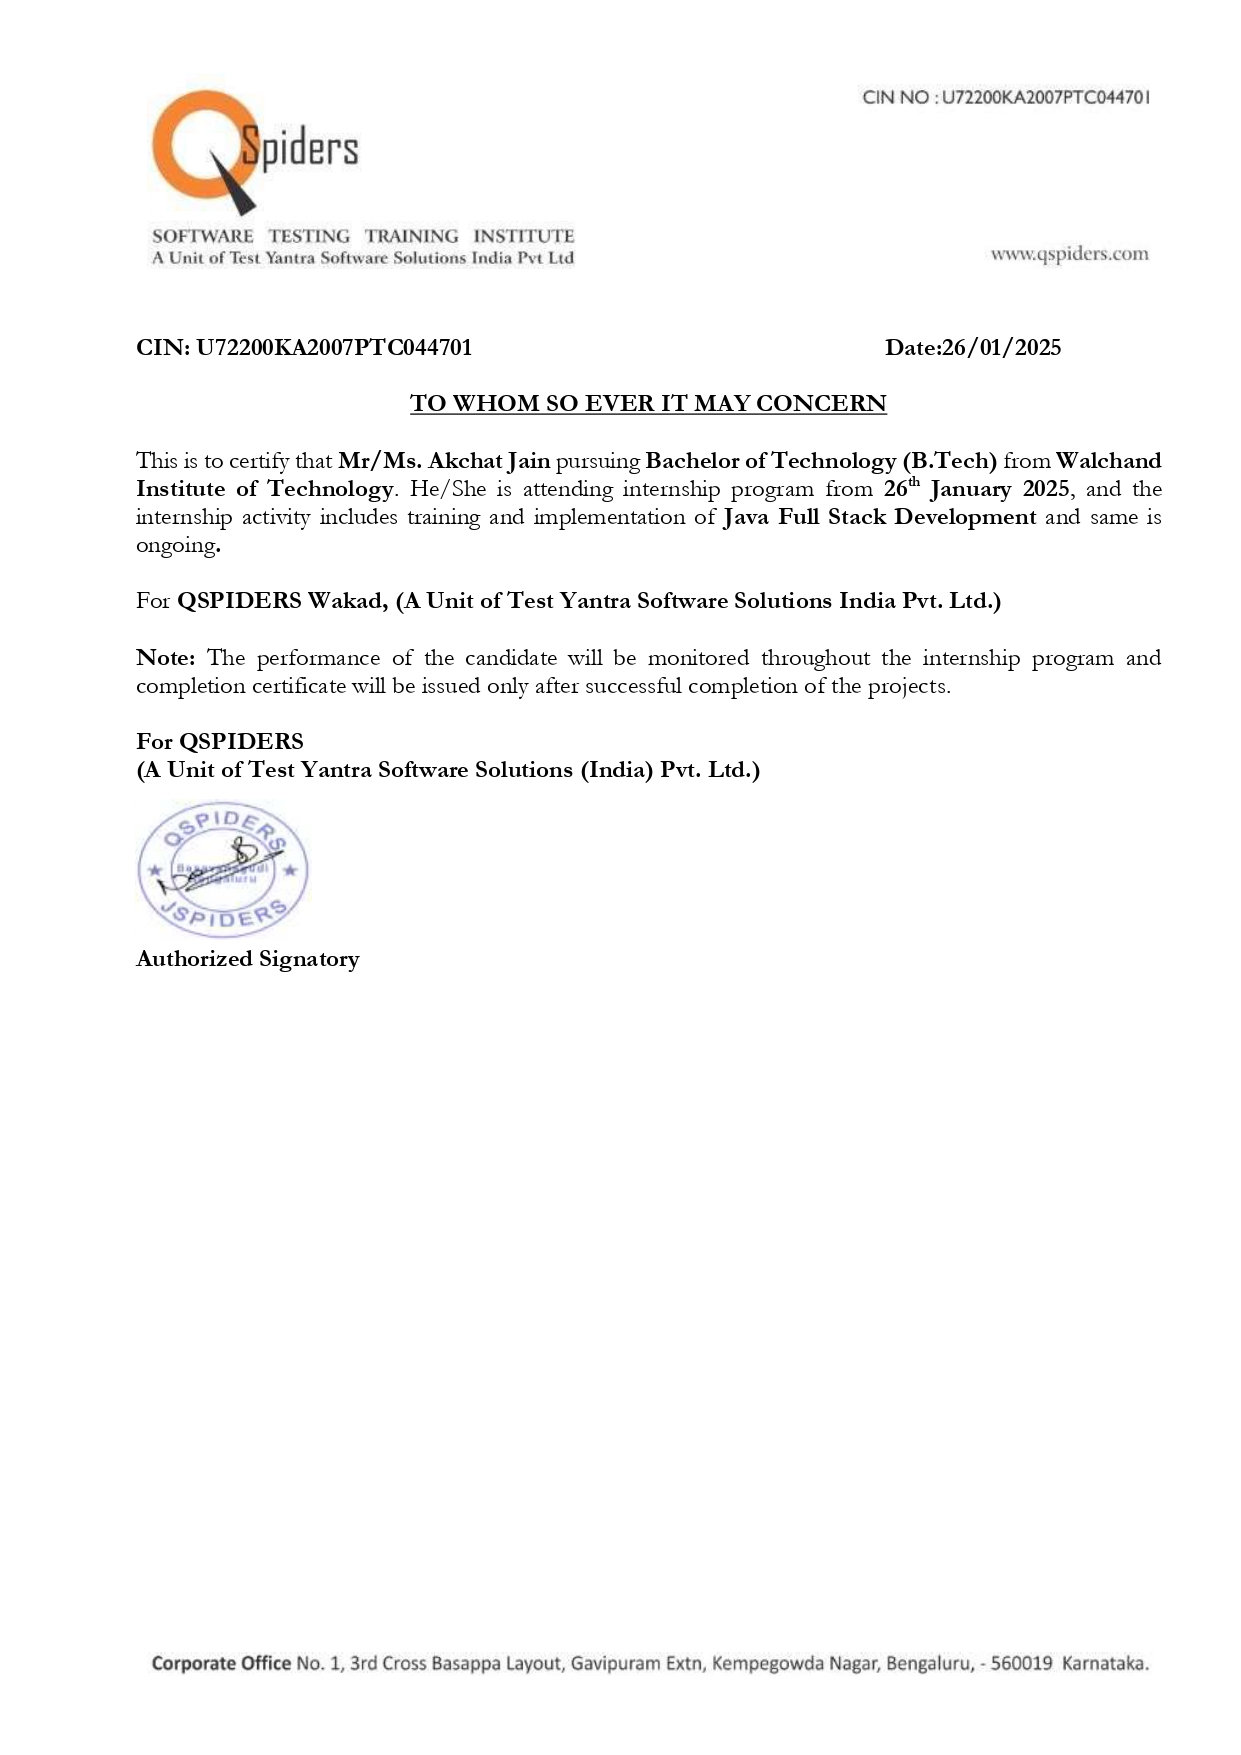 CIN NO : U72200KA2007PTC044701
QSpiders
SOFTWARE TESTING TRAINING INSTITUTE
A Unit of Test Yantra Software Solutions India Pvt Ltd
www.qspiders.com
CIN: U72200KA2007PTC044701 Date:26/01/2025
TO WHOM SO EVER IT MAY CONCERN
This is to certify that Mr/Ms. Akchat Jain pursuing Bachelor of Technology (B.Tech) from Walchand
Institute of Technology. He/She is attending internship program from 26th January 2025, and the
internship activity includes training and implementation of Java Full Stack Development and same is
ongoing.
For QSPIDERS Wakad, (A Unit of Test Yantra Software Solutions India Pvt. Ltd.)
Note: The performance of the candidate will be monitored throughout the internship program and
completion certificate will be issued only after successful completion of the projects.
For QSPIDERS
(A Unit of Test Yantra Software Solutions (India) Pvt. Ltd.)
QSPIDERS
Basavanagudi
Bengaluru
JSPIDERS
Authorized Signatory
Corporate Office No. 1, 3rd Cross Basappa Layout, Gavipuram Extn, Kempegowda Nagar, Bengaluru, - 560019 Karnataka.